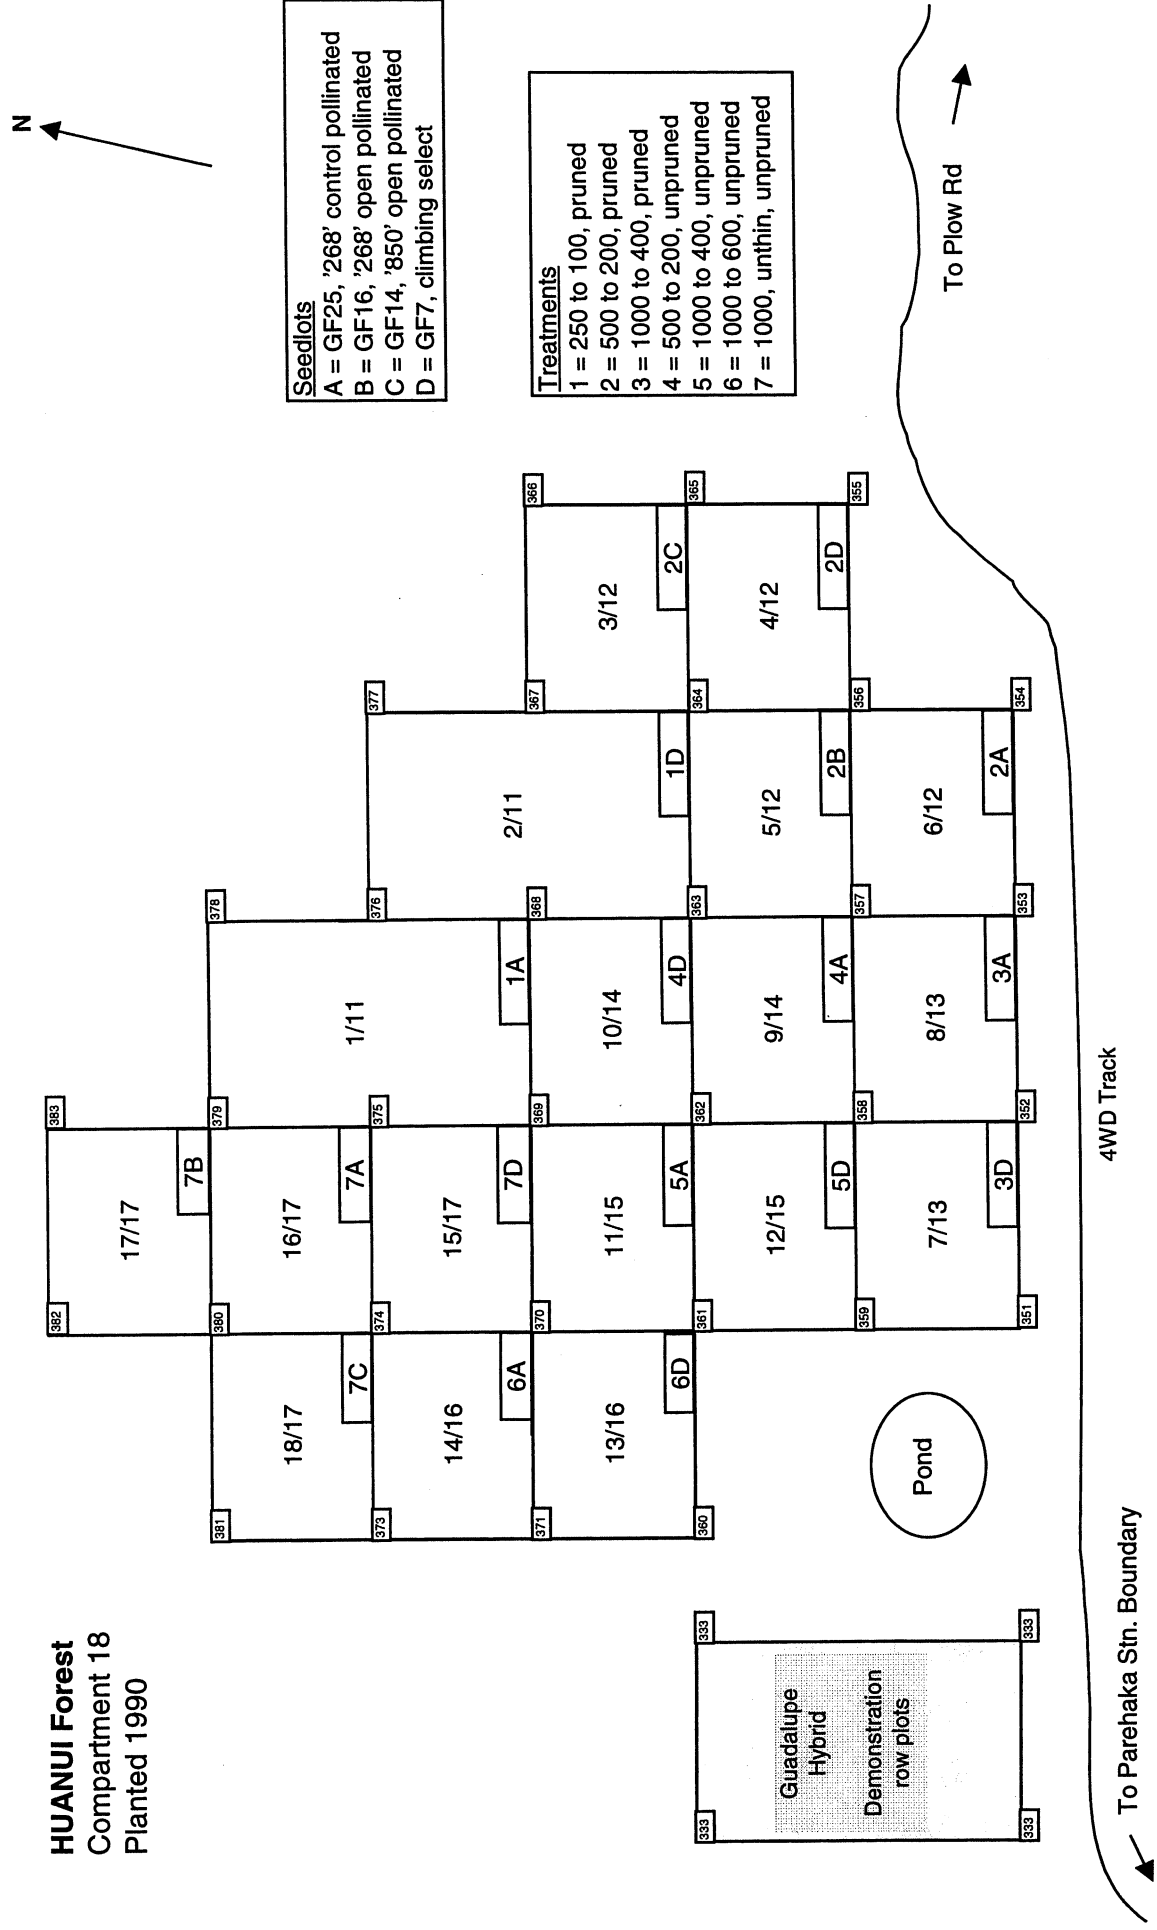 HUANUI Forest
Compartment 18
Planted 1990
N
Seedlots
A = GF25, '268' control pollinated
B = GF16, '268' open pollinated
C = GF14, '850' open pollinated
D = GF7, climbing select
Treatments
1 = 250 to 100, pruned
2 = 500 to 200, pruned
3 = 1000 to 400, pruned
4 = 500 to 200, unpruned
5 = 1000 to 400, unpruned
6 = 1000 to 600, unpruned
7 = 1000, unthin, unpruned
382
383
17/17
7B
381
380
379
378
18/17
7C
16/17
7A
1/11
1A
373
374
375
376
377
14/16
6A
15/17
7D
2/11
1D
371
370
369
368
367
366
13/16
6D
11/15
5A
10/14
4D
3/12
2C
333
333
360
361
362
363
364
365
12/15
5D
9/14
4A
5/12
2B
4/12
2D
359
358
357
356
355
Guadalupe
Hybrid
Demonstration
row plots
Pond
7/13
3D
8/13
3A
6/12
2A
333
333
351
352
353
354
To Plow Rd
4WD Track
To Parehaka Stn. Boundary